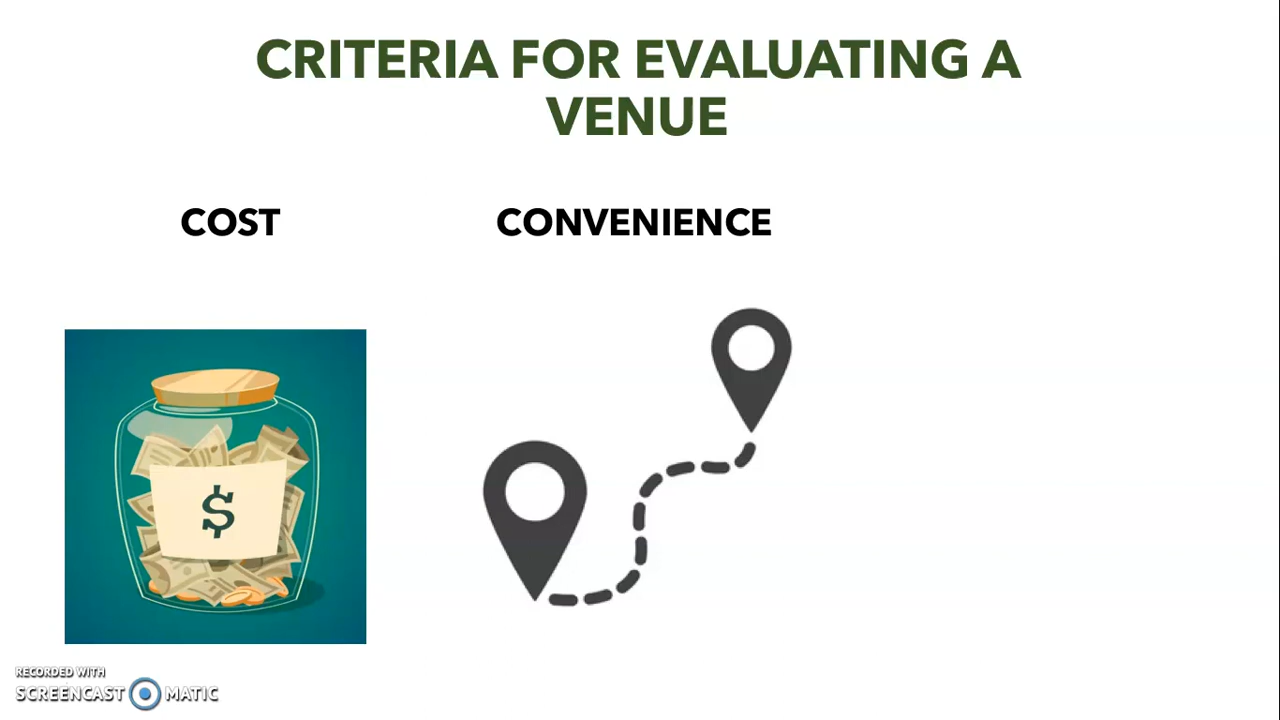 CRITERIA FOR EVALUATING A
VENUE
COST
CONVENIENCE
$
RECORDED WITH
SCREENCAST MATIC